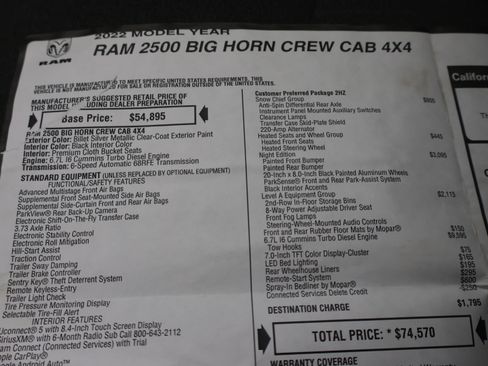 2022 MODEL YEAR
RAM 2500 BIG HORN CREW CAB 4X4
RAM
THIS VEHICLE IS MANUFACTURED TO MEET SPECIFIC UNITED STATES REQUIREMENTS. THIS
VEHICLE IS NOT MANUFACTURED FOR SALE OR REGISTRATION OUTSIDE OF THE UNITED STATES.
MANUFACTURER'S SUGGESTED RETAIL PRICE OF
THIS MODEL INCLUDING DEALER PREPARATION
Base Price: $54,895
RAM 2500 BIG HORN CREW CAB 4X4
Exterior Color: Billet Silver Metallic Clear-Coat Exterior Paint
Interior Color: Black Interior Color
Interior: Premium Cloth Bucket Seats
Engine: 6.7L I6 Cummins Turbo Diesel Engine
Transmission: 6-Speed Automatic 68RFE Transmission
STANDARD EQUIPMENT (UNLESS REPLACED BY OPTIONAL EQUIPMENT)
FUNCTIONAL/SAFETY FEATURES
Advanced Multistage Front Air Bags
Supplemental Front Seat-Mounted Side Air Bags
Supplemental Side-Curtain Front and Rear Air Bags
ParkView® Rear Back-Up Camera
Electronic Shift-On-The-Fly Transfer Case
3.73 Axle Ratio
Electronic Stability Control
Electronic Roll Mitigation
Hill-Start Assist
Traction Control
Trailer Sway Damping
Trailer Brake Controller
Sentry Key® Theft Deterrent System
Remote Keyless-Entry
Trailer Light Check
Tire Pressure Monitoring Display
Selectable Tire-Fill Alert
INTERIOR FEATURES
Uconnect® 5 with 8.4-Inch Touch Screen Display
SiriusXM® with 6-Month Radio Sub Call 800-643-2112
Ram Connect (Connected Services) with Trial
Apple CarPlay®
Google Android Auto™
Customer Preferred Package 2HZ
Snow Chief Group $905
Anti-Spin Differential Rear Axle
Instrument Panel Mounted Auxiliary Switches
Clearance Lamps
Transfer Case Skid-Plate Shield
220-Amp Alternator
Heated Seats and Wheel Group $445
Heated Front Seats
Heated Steering Wheel
Night Edition $3,095
Painted Front Bumper
Painted Rear Bumper
20-Inch x 8.0-Inch Black Painted Aluminum Wheels
ParkSense® Front and Rear Park-Assist System
Black Interior Accents
Level A Equipment Group $2,115
2nd-Row In-Floor Storage Bins
8-Way Power Adjustable Driver Seat
Front Fog Lamps
Steering-Wheel-Mounted Audio Controls
Front and Rear Rubber Floor Mats by Mopar® $150
6.7L I6 Cummins Turbo Diesel Engine $9,595
Tow Hooks $75
7.0-Inch TFT Color Display-Cluster $165
LED Bed Lighting $195
Rear Wheelhouse Liners $295
Remote-Start System $600
Spray-In Bedliner by Mopar®
Connected Services Delete Credit -$250
DESTINATION CHARGE $1,795
TOTAL PRICE: * $74,570
WARRANTY COVERAGE
Californ